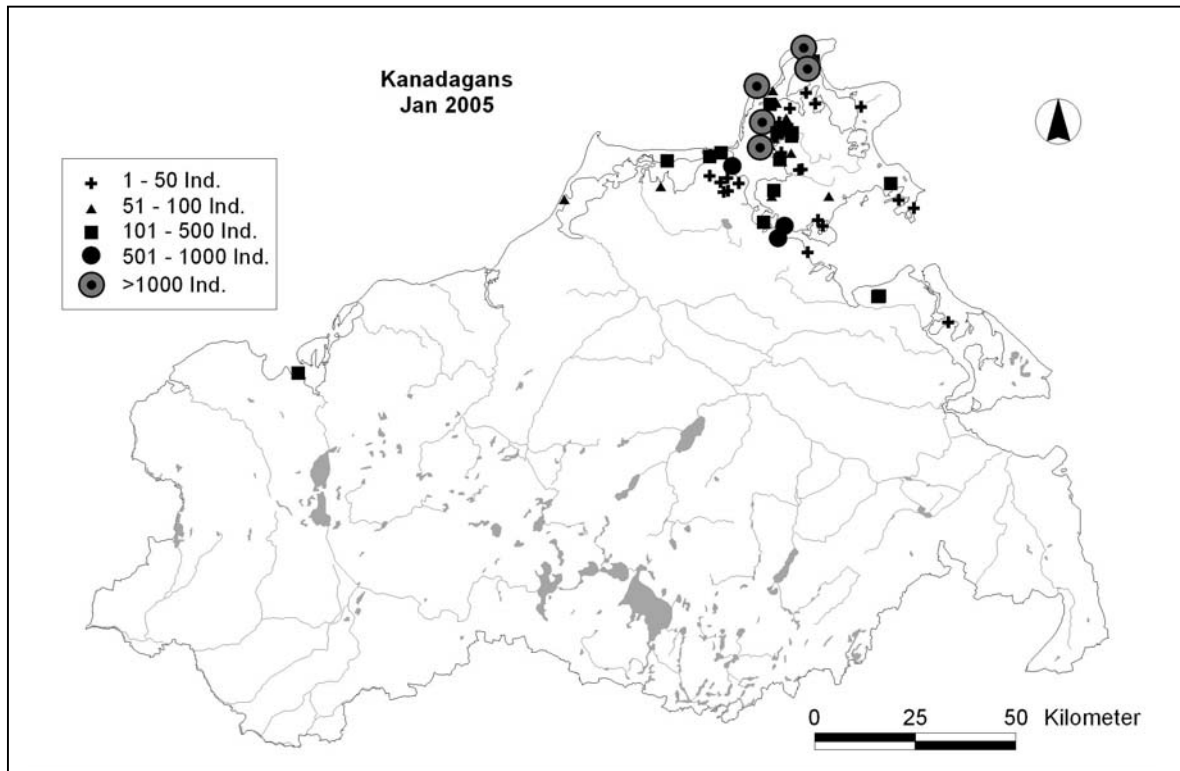 Kanadagans
Jan 2005
1 - 50 Ind.
51 - 100 Ind.
101 - 500 Ind.
501 - 1000 Ind.
>1000 Ind.
0 25 50 Kilometer